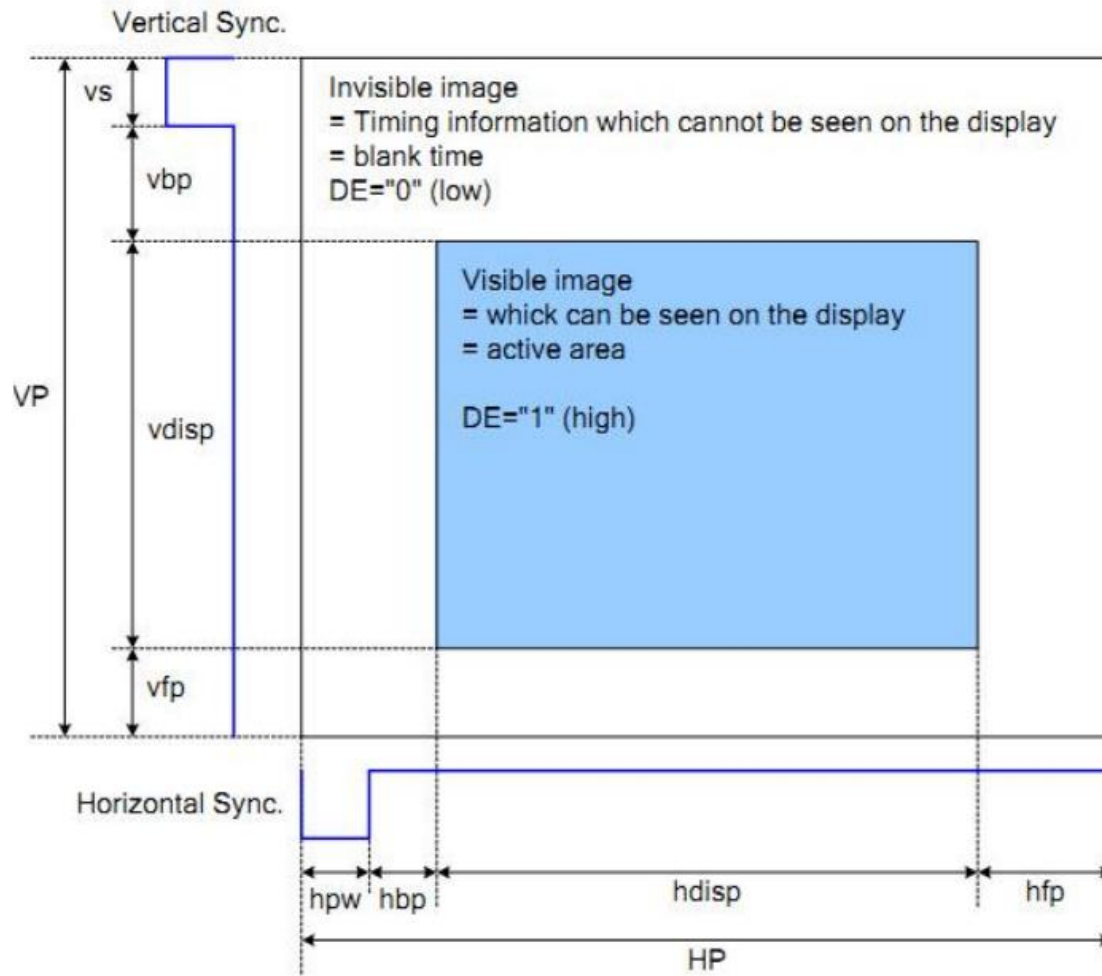 Vertical Sync.
vs
Invisible image
= Timing information which cannot be seen on the display
= blank time
DE="0" (low)
vbp
Visible image
= whick can be seen on the display
= active area
DE="1" (high)
VP
vdisp
vfp
Horizontal Sync.
hpw
hbp
hdisp
hfp
HP